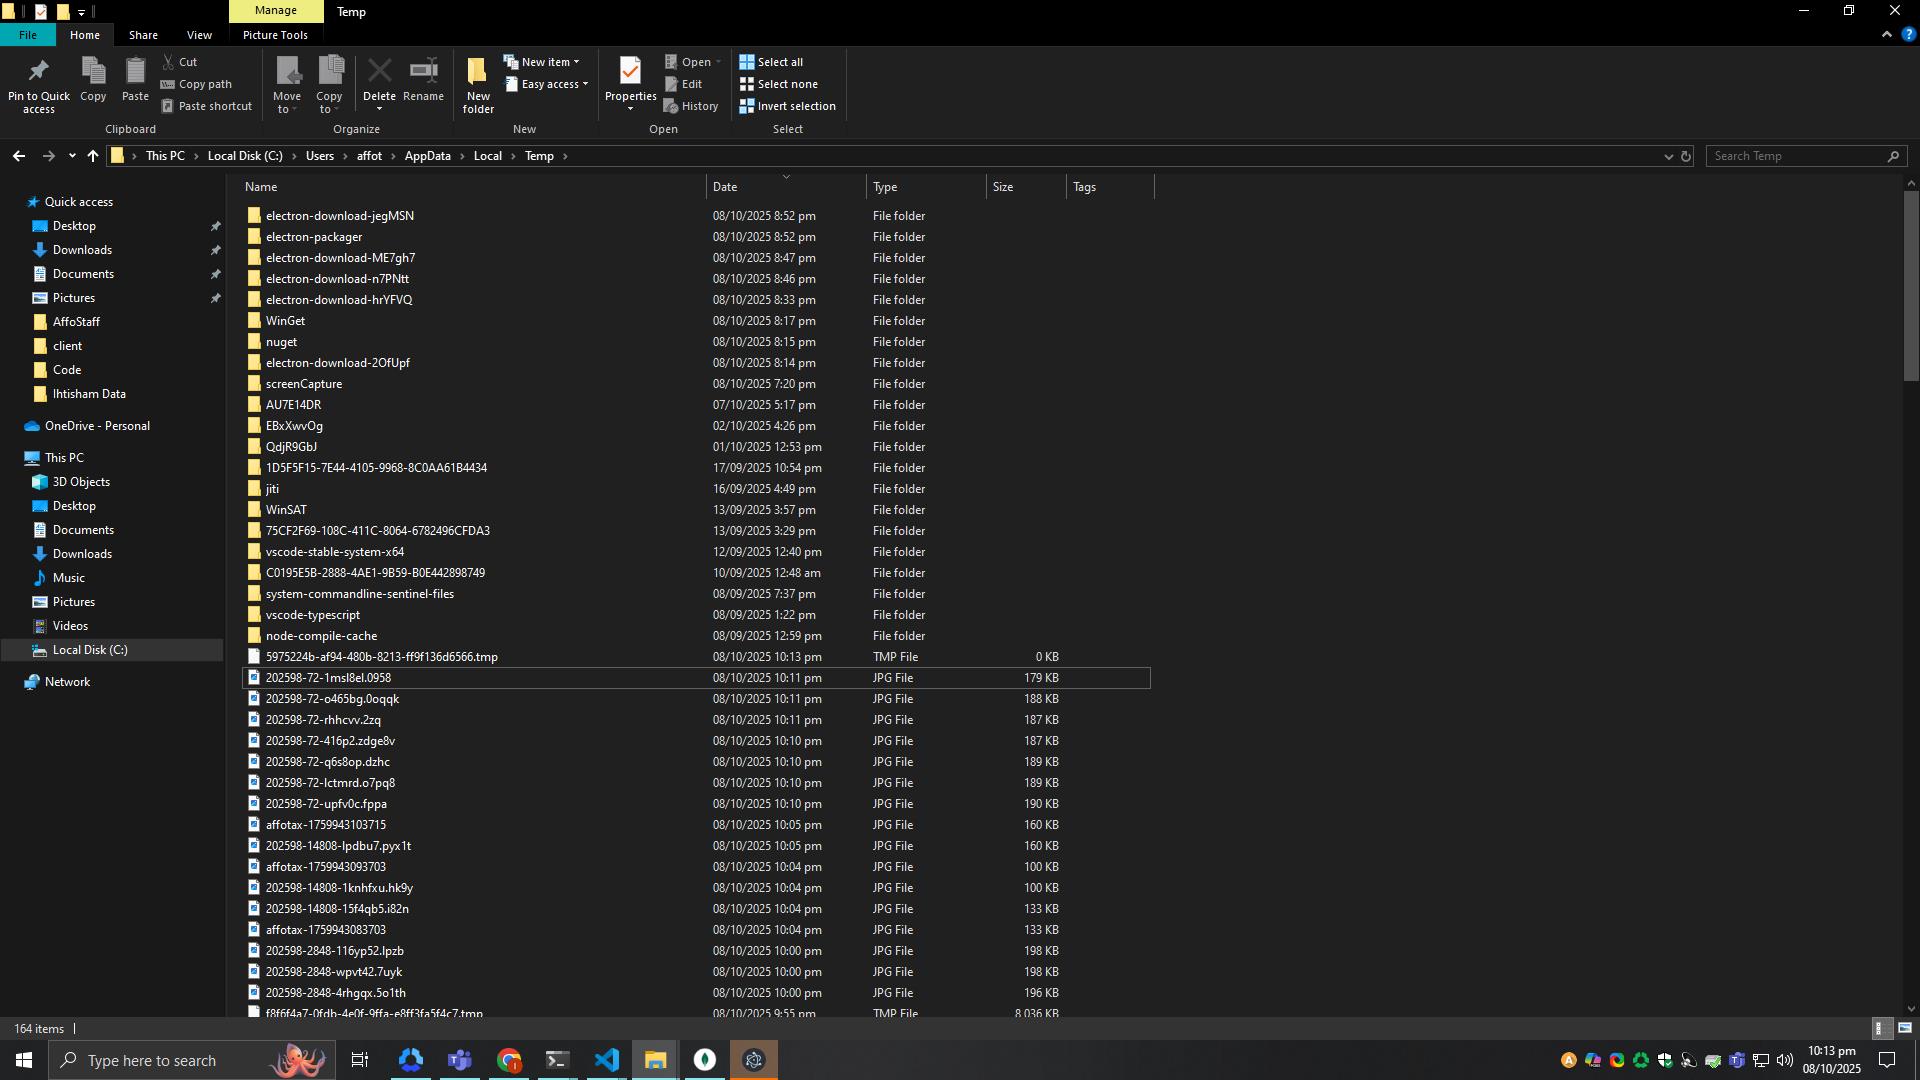 Manage
Temp
File
Home
Share
View
Picture Tools
Pin to Quick access
Copy
Paste
Cut
Copy path
Paste shortcut
Move to
Copy to
Delete
Rename
New folder
New item
Easy access
Properties
Open
Edit
History
Select all
Select none
Invert selection
Clipboard
Organize
New
Open
Select
This PC
Local Disk (C:)
Users
affot
AppData
Local
Temp
Search Temp
Quick access
Desktop
Downloads
Documents
Pictures
AffoStaff
client
Code
Ihtisham Data
OneDrive - Personal
This PC
3D Objects
Desktop
Documents
Downloads
Music
Pictures
Videos
Local Disk (C:)
Network
Name Date Type Size Tags
electron-download-jegMSN 08/10/2025 8:52 pm File folder
electron-packager 08/10/2025 8:52 pm File folder
electron-download-ME7gh7 08/10/2025 8:47 pm File folder
electron-download-n7PNtt 08/10/2025 8:46 pm File folder
electron-download-hrYFVQ 08/10/2025 8:33 pm File folder
WinGet 08/10/2025 8:17 pm File folder
nuget 08/10/2025 8:15 pm File folder
electron-download-2OfUpf 08/10/2025 8:14 pm File folder
screenCapture 08/10/2025 7:20 pm File folder
AU7E14DR 07/10/2025 5:17 pm File folder
EBxXwvOg 02/10/2025 4:26 pm File folder
QdjR9GbJ 01/10/2025 12:53 pm File folder
1D5F5F15-7E44-4105-9968-8C0AA61B4434 17/09/2025 10:54 pm File folder
jiti 16/09/2025 4:49 pm File folder
WinSAT 13/09/2025 3:57 pm File folder
75CF2F69-108C-411C-8064-6782496CFDA3 13/09/2025 3:29 pm File folder
vscode-stable-system-x64 12/09/2025 12:40 pm File folder
C0195E5B-2888-4AE1-9B59-B0E442898749 10/09/2025 12:48 am File folder
system-commandline-sentinel-files 08/09/2025 7:37 pm File folder
vscode-typescript 08/09/2025 1:22 pm File folder
node-compile-cache 08/09/2025 12:59 pm File folder
5975224b-af94-480b-8213-ff9f136d6566.tmp 08/10/2025 10:13 pm TMP File 0 KB
202598-72-1msl8el.0958 08/10/2025 10:11 pm JPG File 179 KB
202598-72-o465bg.0oqqk 08/10/2025 10:11 pm JPG File 188 KB
202598-72-rhhcvv.2zq 08/10/2025 10:11 pm JPG File 187 KB
202598-72-416p2.zdge8v 08/10/2025 10:10 pm JPG File 187 KB
202598-72-q6s8op.dzhc 08/10/2025 10:10 pm JPG File 189 KB
202598-72-lctmrd.o7pq8 08/10/2025 10:10 pm JPG File 189 KB
202598-72-upfv0c.fppa 08/10/2025 10:10 pm JPG File 190 KB
affotax-1759943103715 08/10/2025 10:05 pm JPG File 160 KB
202598-14808-lpdbu7.pyx1t 08/10/2025 10:05 pm JPG File 160 KB
affotax-1759943093703 08/10/2025 10:04 pm JPG File 100 KB
202598-14808-1knhfxu.hk9y 08/10/2025 10:04 pm JPG File 100 KB
202598-14808-15f4qb5.i82n 08/10/2025 10:04 pm JPG File 133 KB
affotax-1759943083703 08/10/2025 10:04 pm JPG File 133 KB
202598-2848-116yp52.lpzb 08/10/2025 10:00 pm JPG File 198 KB
202598-2848-wpvt42.7uyk 08/10/2025 10:00 pm JPG File 198 KB
202598-2848-4rhgqx.5o1th 08/10/2025 10:00 pm JPG File 196 KB
f8f6f4a7-0fdb-4e0f-9ffa-e8ff3fa5f4c7.tmp 08/10/2025 9:55 pm TMP File 8,036 KB
164 items
Type here to search
10:13 pm
08/10/2025